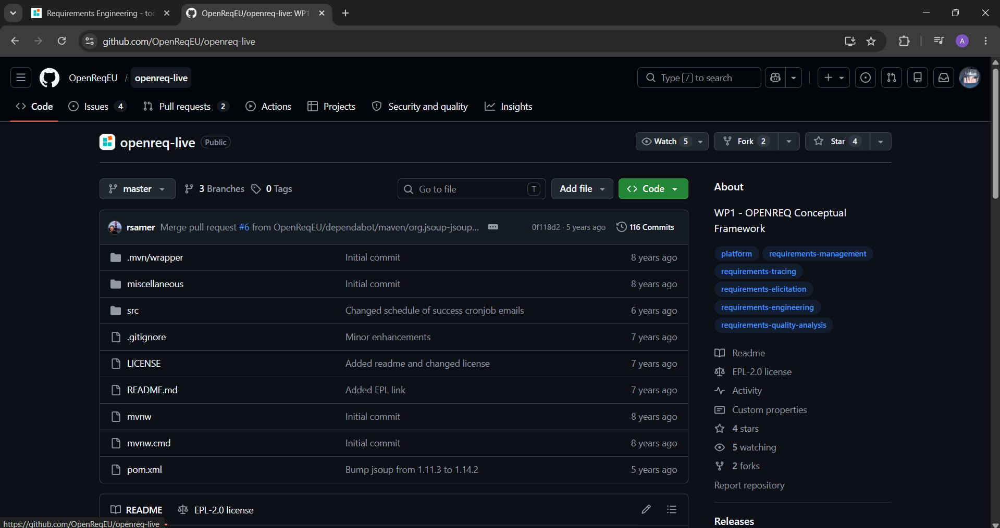 Requirements Engineering - too
OpenReqEU/openreq-live: WP1
github.com/OpenReqEU/openreq-live
A
OpenReqEU / openreq-live
Type / to search
Code
Issues 4
Pull requests 2
Actions
Projects
Security and quality
Insights
openreq-live Public
Watch 5
Fork 2
Star 4
master
3 Branches
0 Tags
Go to file T
Add file
Code
rsamer Merge pull request #6 from OpenReqEU/dependabot/maven/org.jsoup-jsoup... 0f118d2 · 5 years ago 116 Commits
.mvn/wrapper Initial commit 8 years ago
miscellaneous Initial commit 8 years ago
src Changed schedule of success cronjob emails 6 years ago
.gitignore Minor enhancements 7 years ago
LICENSE Added readme and changed license 7 years ago
README.md Added EPL link 7 years ago
mvnw Initial commit 8 years ago
mvnw.cmd Initial commit 8 years ago
pom.xml Bump jsoup from 1.11.3 to 1.14.2 5 years ago
README
EPL-2.0 license
About
WP1 - OPENREQ Conceptual
Framework
platform requirements-management
requirements-tracing
requirements-elicitation
requirements-engineering
requirements-quality-analysis
Readme
EPL-2.0 license
Activity
Custom properties
4 stars
5 watching
2 forks
Report repository
Releases
https://github.com/OpenReqEU/openreq-live